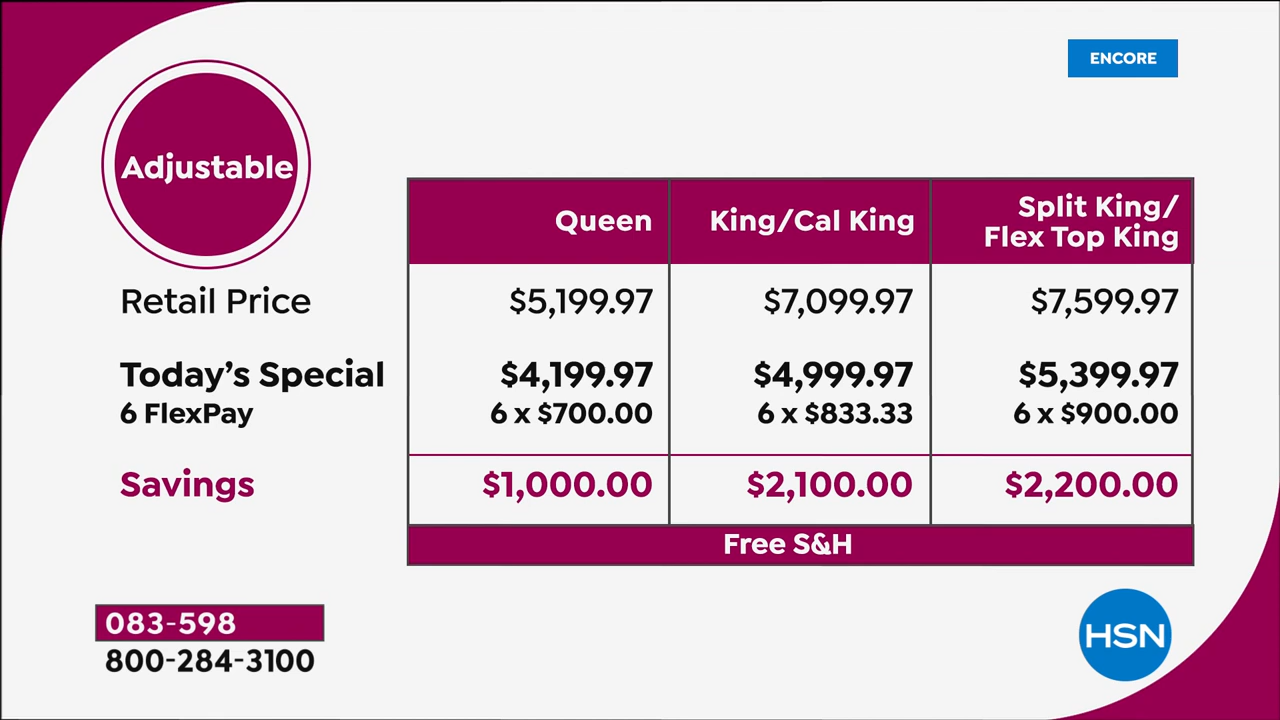 ENCORE
Adjustable
Queen King/Cal King Split King/
Flex Top King
Retail Price $5,199.97 $7,099.97 $7,599.97
Today's Special $4,199.97 $4,999.97 $5,399.97
6 FlexPay 6 x $700.00 6 x $833.33 6 x $900.00
Savings $1,000.00 $2,100.00 $2,200.00
Free S&H
083-598
800-284-3100
HSN